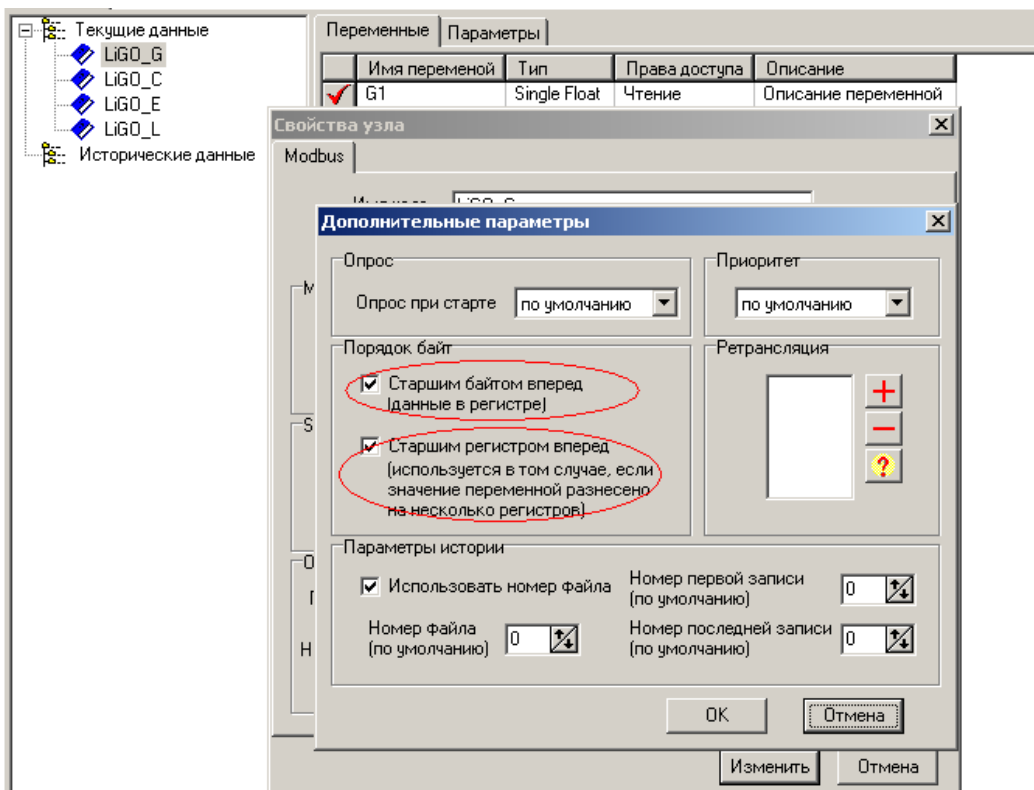 Текущие данные
LiGO_G
LiGO_C
LiGO_E
LiGO_L
Исторические данные
Переменные Параметры
Имя переменой Тип Права доступа Описание
G1 Single Float Чтение Описание переменной
Свойства узла
Modbus
Дополнительные параметры
Опрос
Опрос при старте по умолчанию
Приоритет
по умолчанию
Порядок байт
Старшим байтом вперед
(данные в регистре)
Старшим регистром вперед
(используется в том случае, если
значение переменной разнесено
на несколько регистров)
Ретрансляция
Параметры истории
Использовать номер файла
Номер файла
(по умолчанию) 0
Номер первой записи
(по умолчанию) 0
Номер последней записи
(по умолчанию) 0
OK Отмена
Изменить Отмена